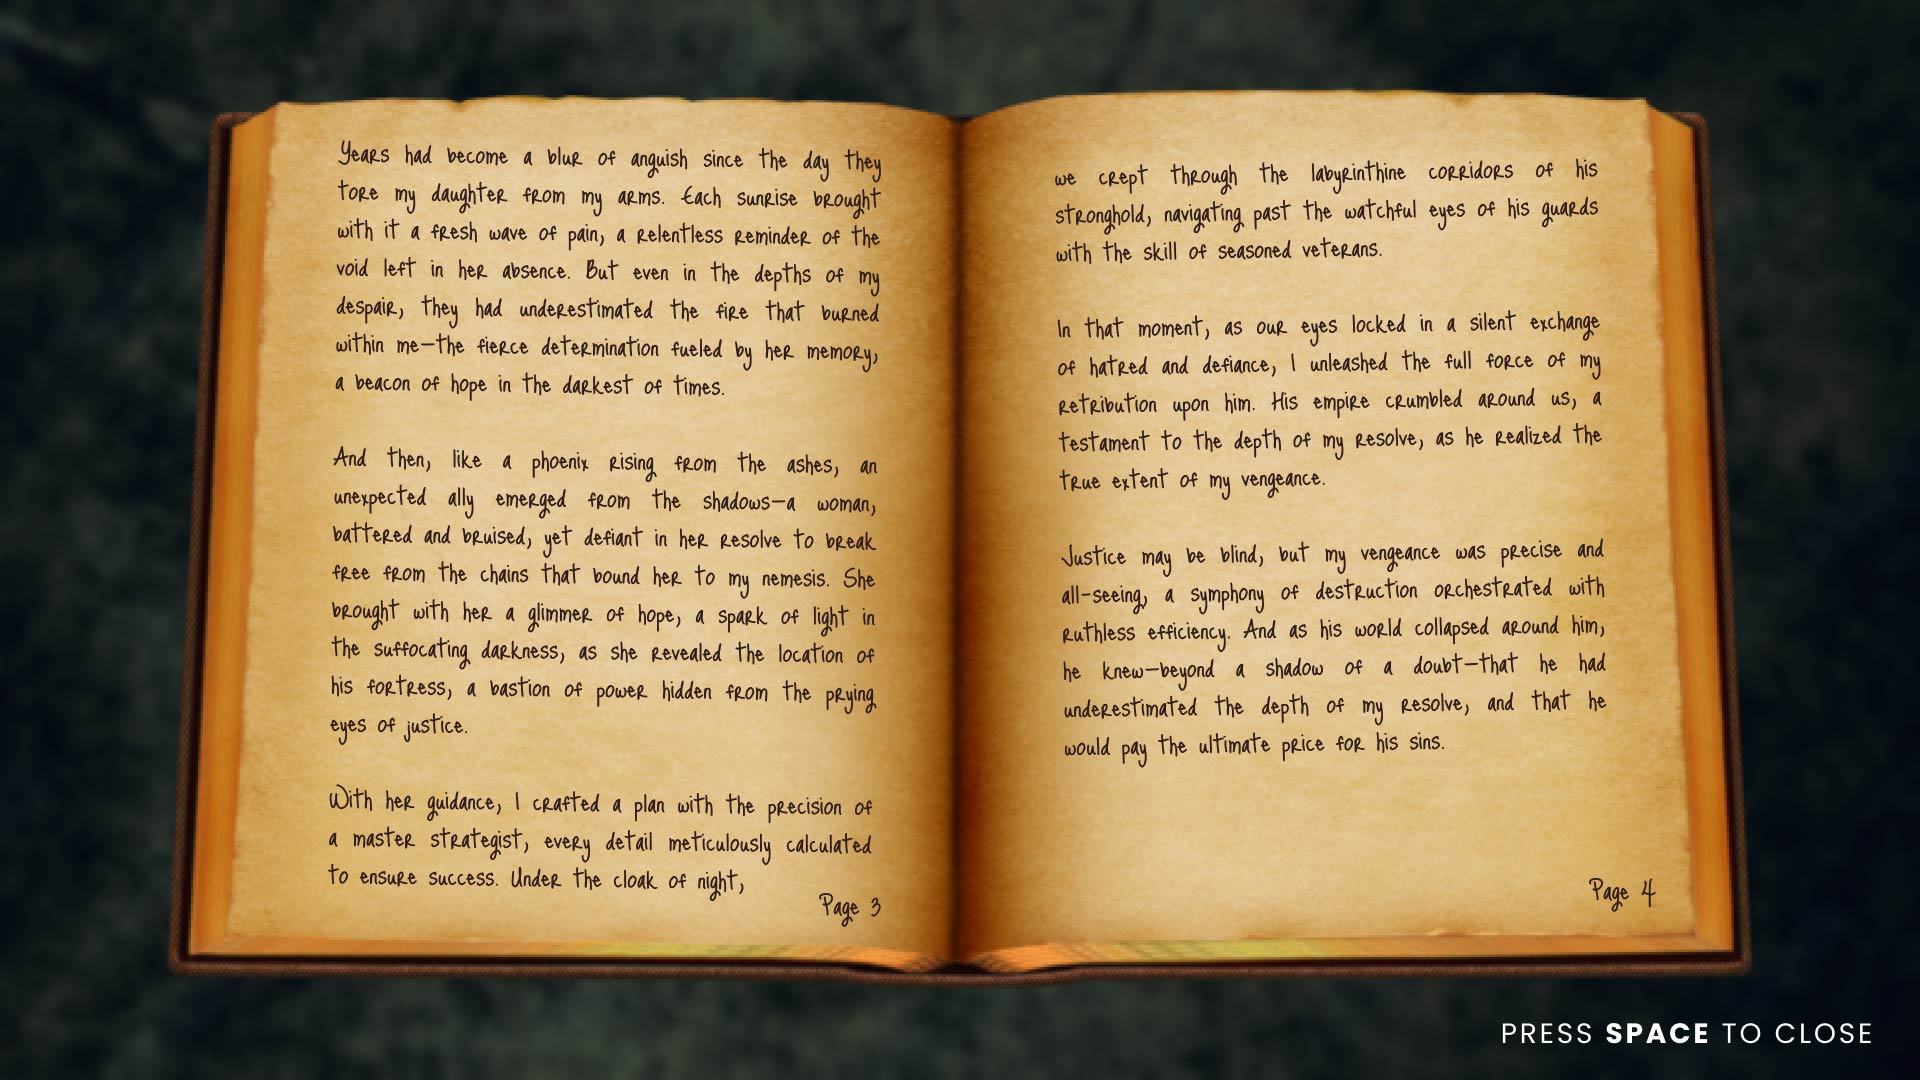 Years had become a blur of anguish since the day they
tore my daughter from my arms. Each sunrise brought
with it a fresh wave of pain, a relentless reminder of the
void left in her absence. But even in the depths of my
despair, they had underestimated the fire that burned
within me—the fierce determination fueled by her memory,
a beacon of hope in the darkest of times.
And then, like a phoenix rising from the ashes, an
unexpected ally emerged from the shadows—a woman,
battered and bruised, yet defiant in her resolve to break
free from the chains that bound her to my nemesis. She
brought with her a glimmer of hope, a spark of light in
the suffocating darkness, as she revealed the location of
his fortress, a bastion of power hidden from the prying
eyes of justice.
With her guidance, I crafted a plan with the precision of
a master strategist, every detail meticulously calculated
to ensure success. Under the cloak of night,
Page 3
we crept through the labyrinthine corridors of his
stronghold, navigating past the watchful eyes of his guards
with the skill of seasoned veterans.
In that moment, as our eyes locked in a silent exchange
of hatred and defiance, I unleashed the full force of my
retribution upon him. His empire crumbled around us, a
testament to the depth of my resolve, as he realized the
true extent of my vengeance.
Justice may be blind, but my vengeance was precise and
all-seeing, a symphony of destruction orchestrated with
ruthless efficiency. And as his world collapsed around him,
he knew—beyond a shadow of a doubt—that he had
underestimated the depth of my resolve, and that he
would pay the ultimate price for his sins.
Page 4
PRESS SPACE TO CLOSE